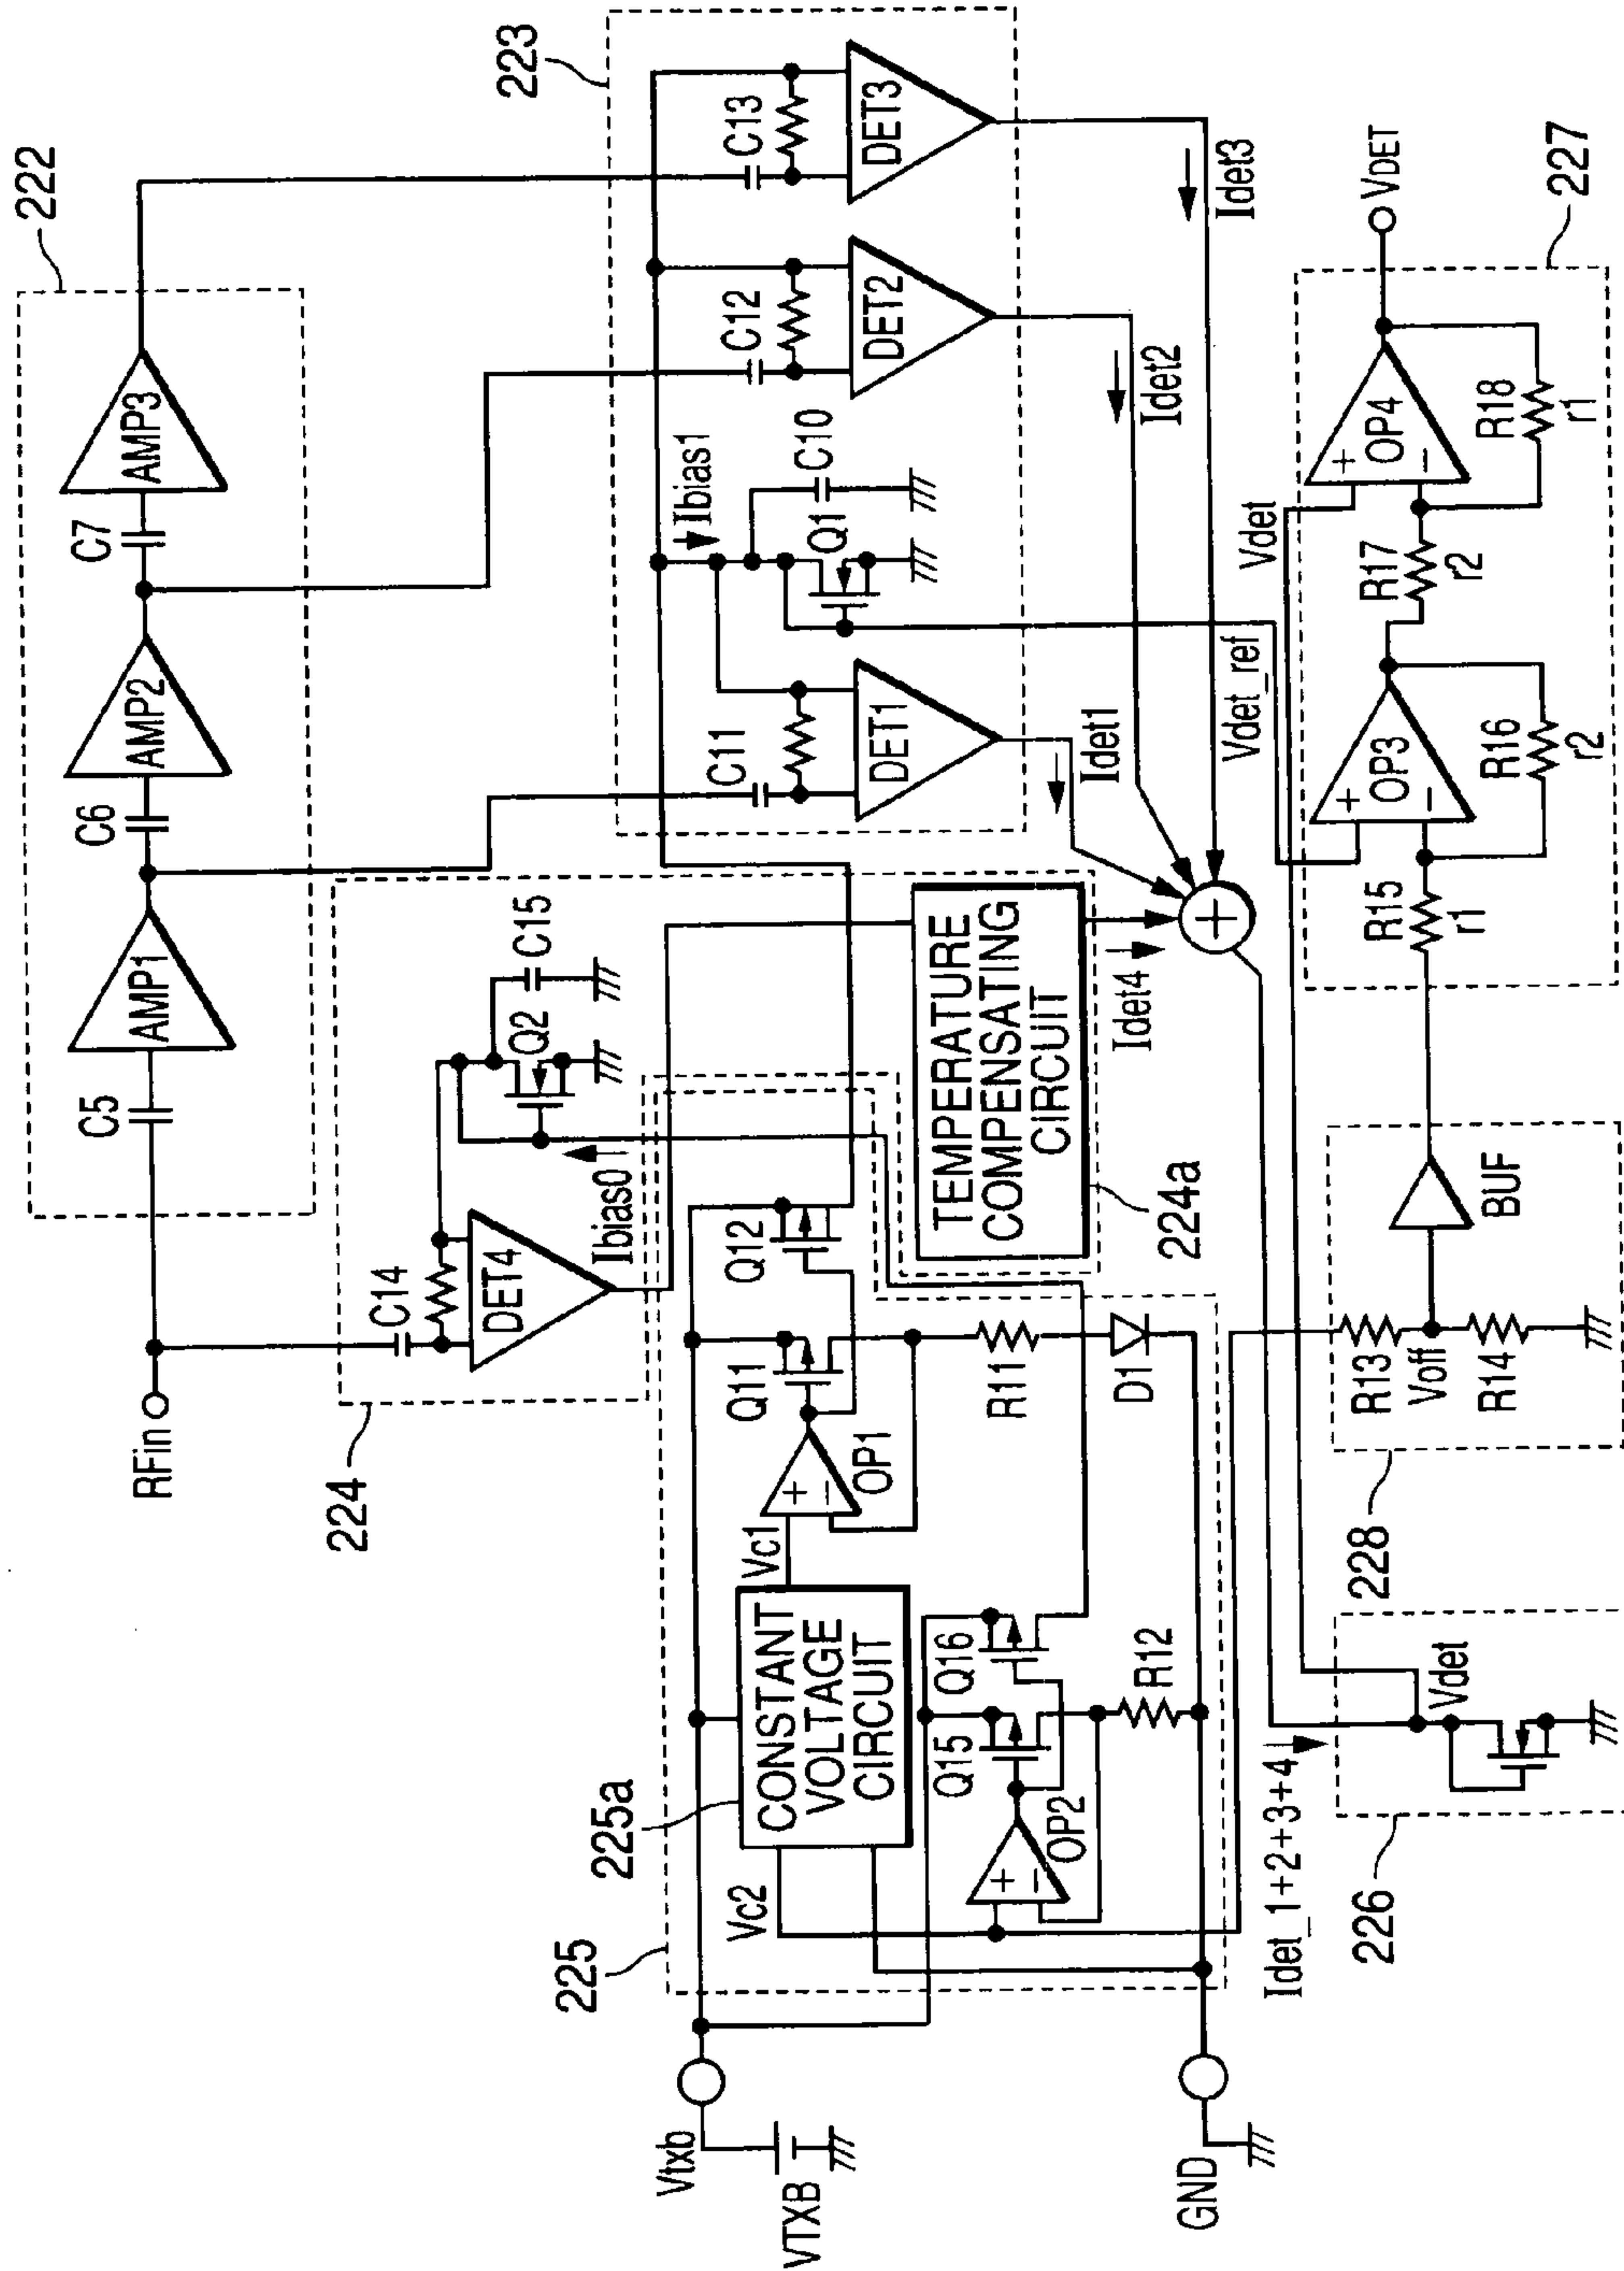 222
C5
AMP1
C6
AMP2
C7
AMP3
RFin
224
C14
DET4
Q2
C15
Ibias0
TEMPERATURE
COMPENSATING
CIRCUIT
224a
Idet4
223
C11
DET1
Ibias1
Q1
C10
C12
DET2
C13
DET3
Idet1
Idet2
Idet3
+
225
225a
Vtxb
VTXB
GND
CONSTANT
VOLTAGE
CIRCUIT
Vc1
Vc2
+
−
OP1
Q11
Q12
R11
D1
+
−
OP2
Q15
Q16
R12
Idet_1+2+3+4
226
Vdet
228
R13
Voff
R14
BUF
227
Vdet_ref
Vdet
R15
r1
+
−
OP3
R16
r2
R17
r2
+
−
OP4
R18
r1
VDET